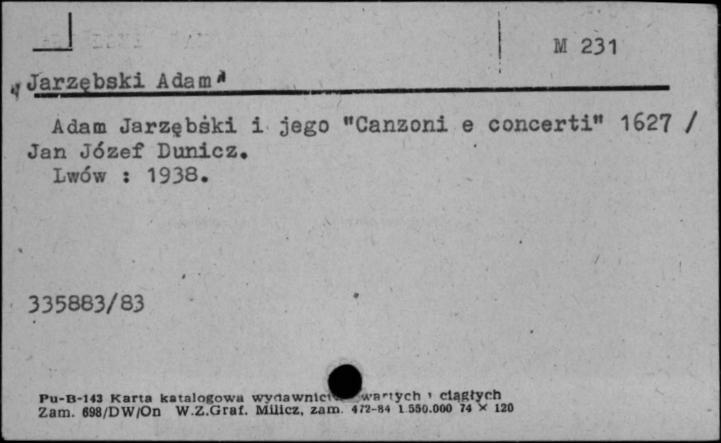 M 231
"Jarzębski Adam"
Adam Jarzębski i jego "Canzoni e concerti" 1627 /
Jan Józef Dunicz.
Lwów : 1938.
335883/83
Pu-B-143 Karta katalogowa wydawnictw zwartych i ciągłych
Zam. 698/DW/On W.Z.Graf. Milicz, zam. 472-84 1.550.000 74 × 120